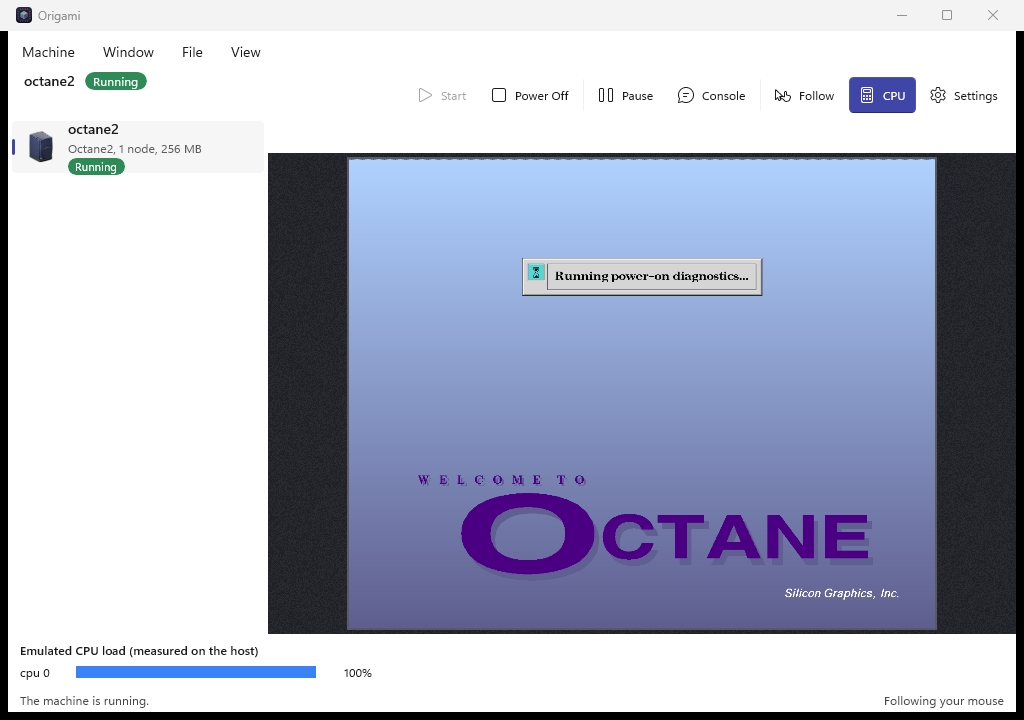 Origami
Machine Window File View
octane2 Running
Start Power Off Pause Console Follow CPU Settings
octane2
Octane2, 1 node, 256 MB
Running
Running power-on diagnostics...
WELCOME TO
OCTANE
Silicon Graphics, Inc.
Emulated CPU load (measured on the host)
cpu 0 100%
The machine is running. Following your mouse